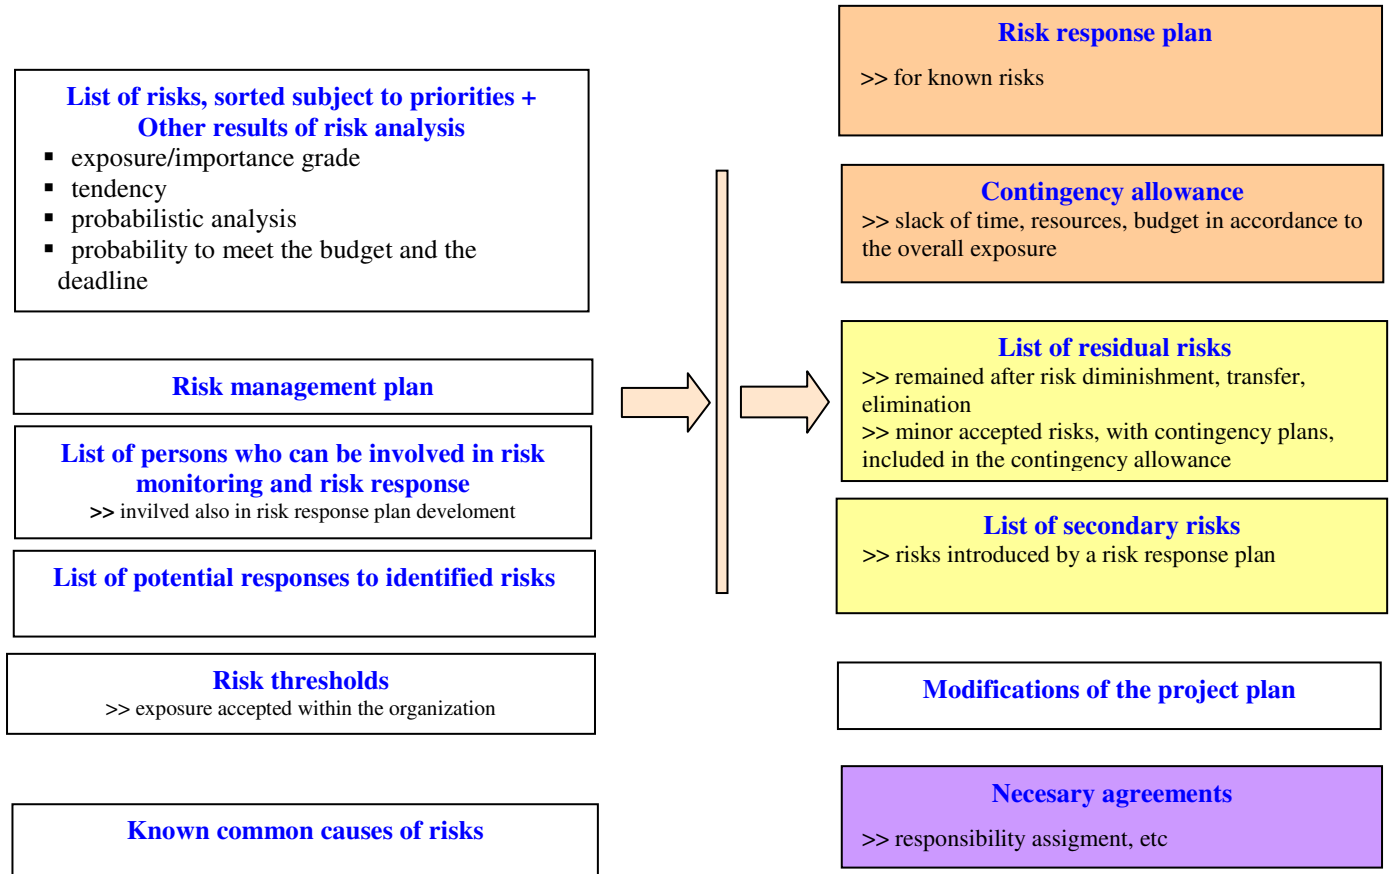 List of risks, sorted subject to priorities +
Other results of risk analysis
▪ exposure/importance grade
▪ tendency
▪ probabilistic analysis
▪ probability to meet the budget and the
deadline
Risk management plan
List of persons who can be involved in risk
monitoring and risk response
>> invilved also in risk response plan develoment
List of potential responses to identified risks
Risk thresholds
>> exposure accepted within the organization
Known common causes of risks
Risk response plan
>> for known risks
Contingency allowance
>> slack of time, resources, budget in accordance to
the overall exposure
List of residual risks
>> remained after risk diminishment, transfer,
elimination
>> minor accepted risks, with contingency plans,
included in the contingency allowance
List of secondary risks
>> risks introduced by a risk response plan
Modifications of the project plan
Necesary agreements
>> responsibility assigment, etc